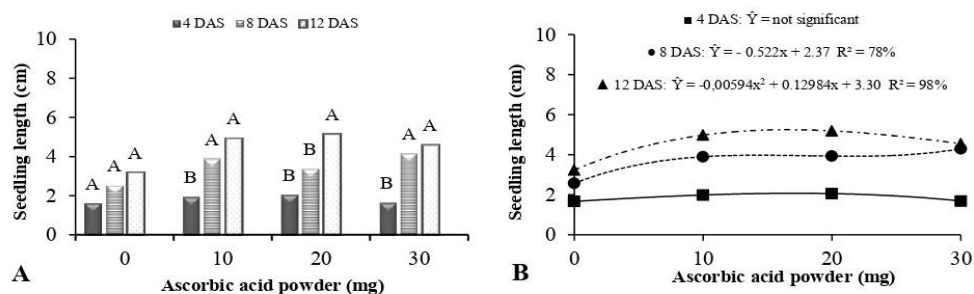 4 DAS 8 DAS 12 DAS
Seedling length (cm)
10
8
6
4
2
0
A A A
B A A
B B A
B A A
0 10 20 30
Ascorbic acid powder (mg)
A
4 DAS: Ŷ = not significant
8 DAS: Ŷ = - 0.522x + 2.37 R² = 78%
12 DAS: Ŷ = -0,00594x² + 0.12984x + 3.30 R² = 98%
Seedling length (cm)
10
8
6
4
2
0
0 10 20 30
Ascorbic acid powder (mg)
B